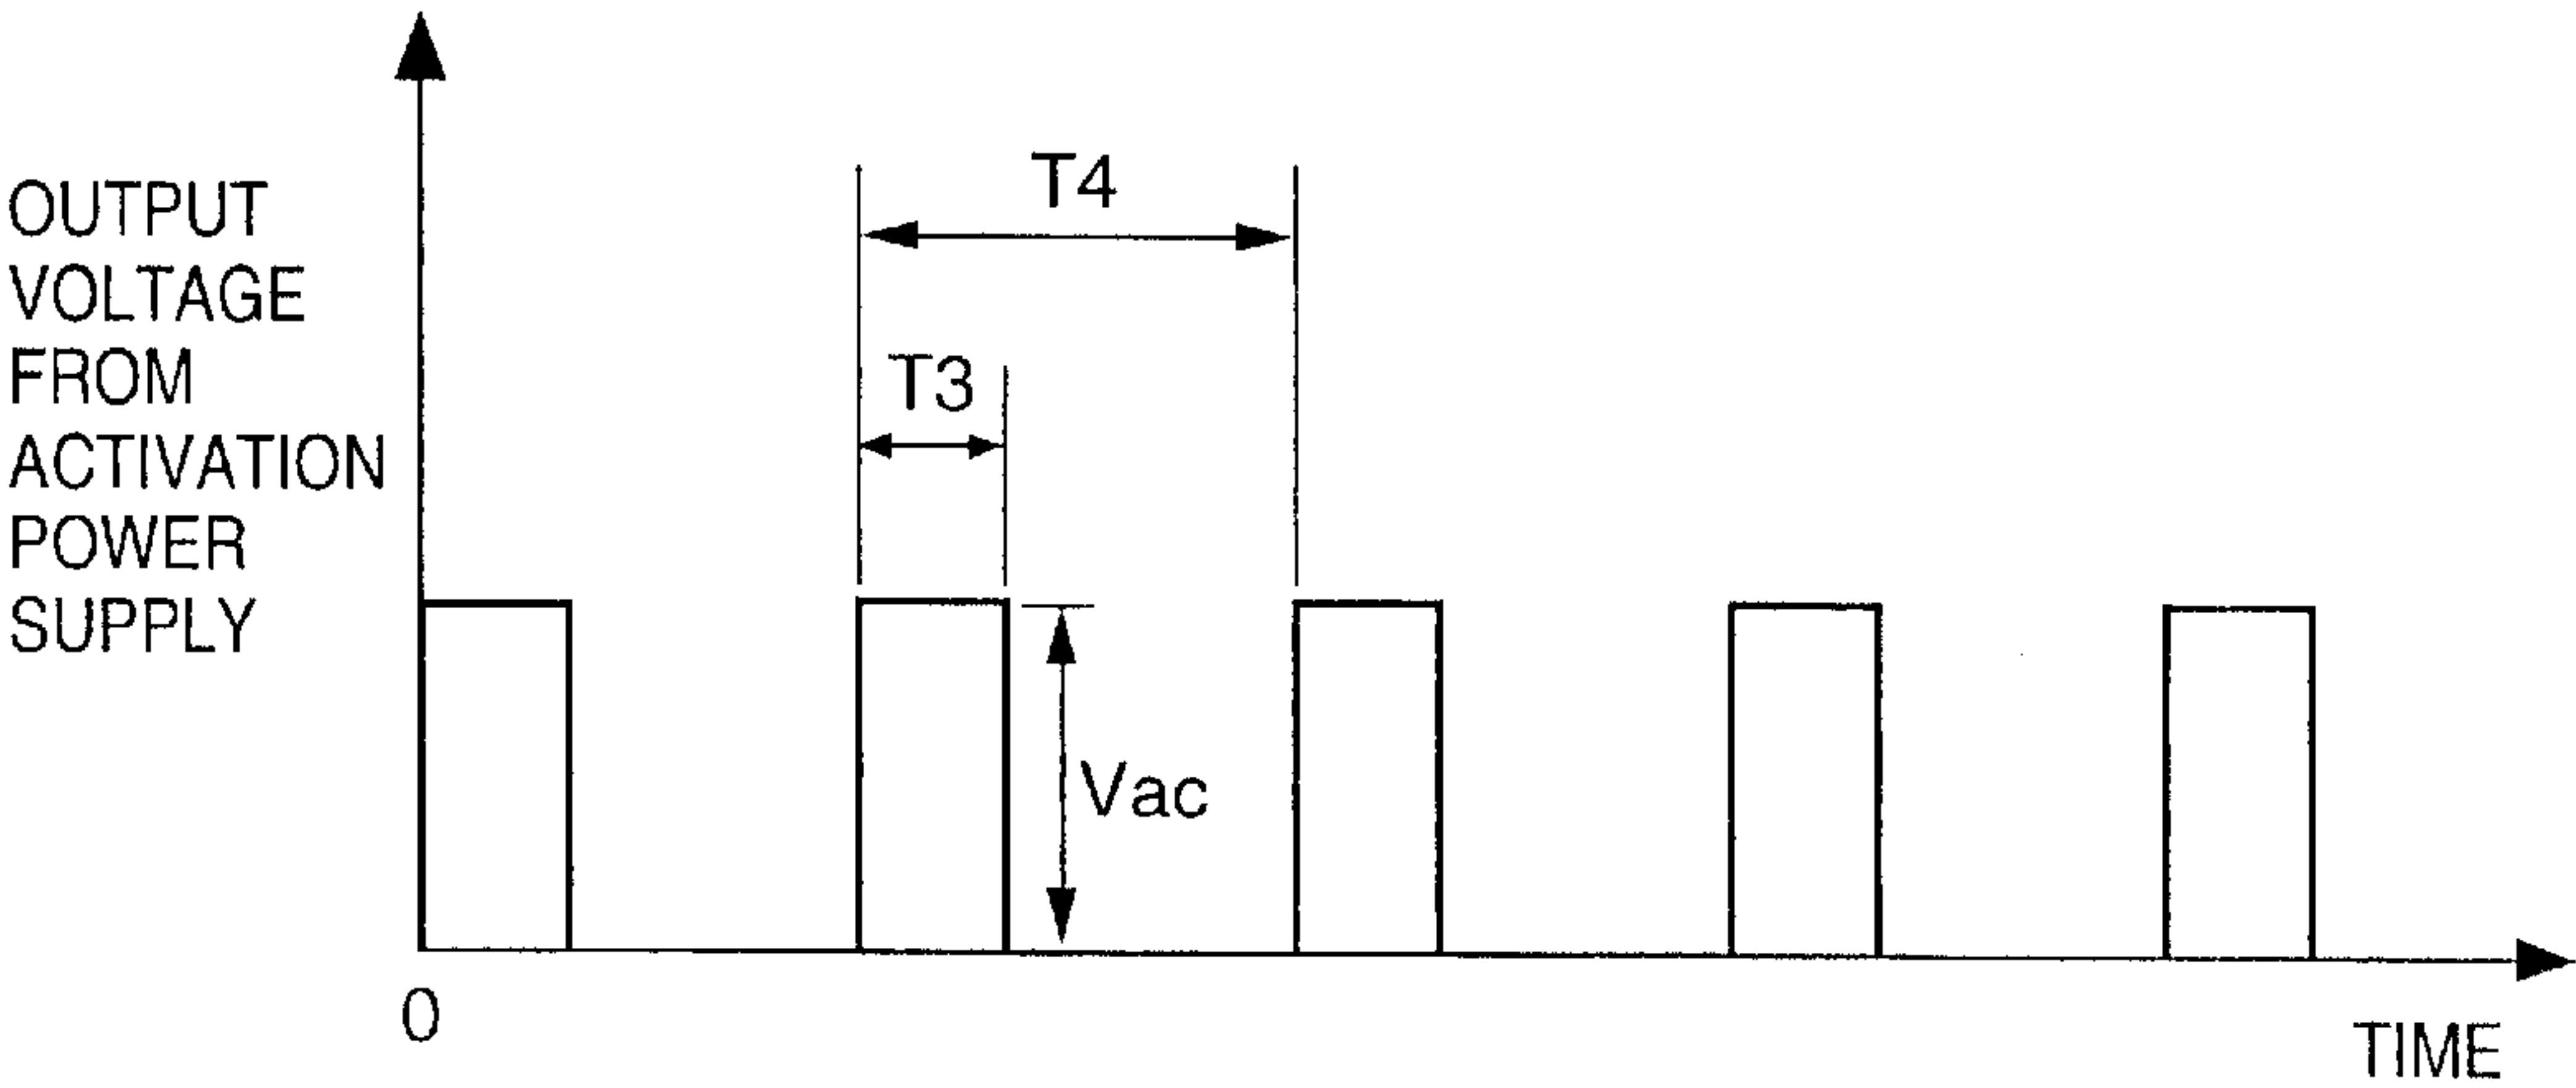 OUTPUT
VOLTAGE
FROM
ACTIVATION
POWER
SUPPLY
T4
T3
Vac
0
TIME